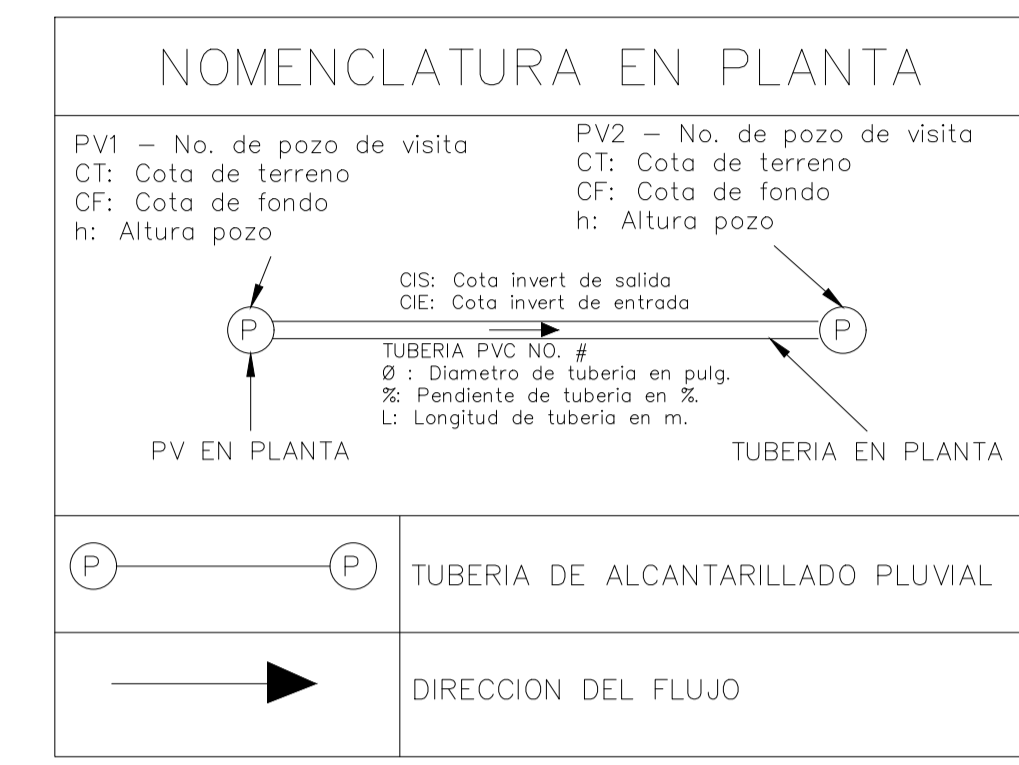 NOMENCLATURA EN PLANTA
PV1 – No. de pozo de visita
CT: Cota de terreno
CF: Cota de fondo
h: Altura pozo
PV2 – No. de pozo de visita
CT: Cota de terreno
CF: Cota de fondo
h: Altura pozo
CIS: Cota invert de salida
CIE: Cota invert de entrada
P
P
TUBERIA PVC NO. #
Ø : Diametro de tuberia en pulg.
%: Pendiente de tuberia en %.
L: Longitud de tuberia en m.
PV EN PLANTA
TUBERIA EN PLANTA
P
P
TUBERIA DE ALCANTARILLADO PLUVIAL
DIRECCION DEL FLUJO